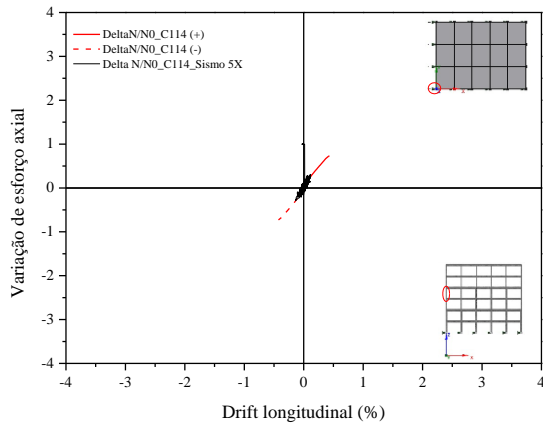 DeltaN/N0_C114 (+)
DeltaN/N0_C114 (-)
Delta N/N0_C114_Sismo 5X
Variação de esforço axial
4
3
2
1
0
-1
-2
-3
-4
-4 -3 -2 -1 0 1 2 3 4
Drift longitudinal (%)